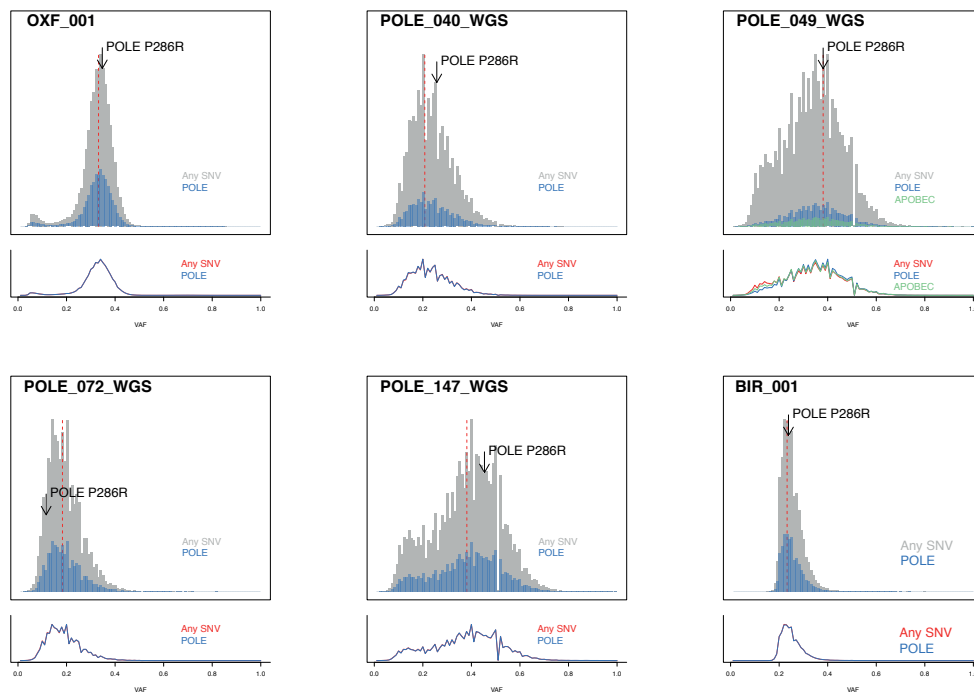 OXF_001
POLE P286R
Any SNV
POLE
Any SNV
POLE
0.0 0.2 0.4 0.6 0.8 1.0
VAF
POLE_040_WGS
POLE P286R
Any SNV
POLE
Any SNV
POLE
0.0 0.2 0.4 0.6 0.8 1.0
VAF
POLE_049_WGS
POLE P286R
Any SNV
POLE
APOBEC
Any SNV
POLE
APOBEC
0.0 0.2 0.4 0.6 0.8 1.0
VAF
POLE_072_WGS
POLE P286R
Any SNV
POLE
Any SNV
POLE
0.0 0.2 0.4 0.6 0.8 1.0
VAF
POLE_147_WGS
POLE P286R
Any SNV
POLE
Any SNV
POLE
0.0 0.2 0.4 0.6 0.8 1.0
VAF
BIR_001
POLE P286R
Any SNV
POLE
Any SNV
POLE
0.0 0.2 0.4 0.6 0.8 1.0
VAF